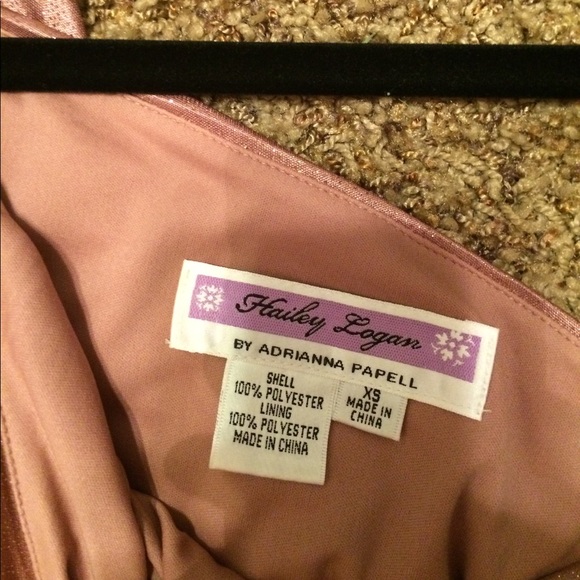 Hailey Logan
BY ADRIANNA PAPELL
SHELL
100% POLYESTER
LINING
100% POLYESTER
MADE IN CHINA
XS
MADE IN
CHINA